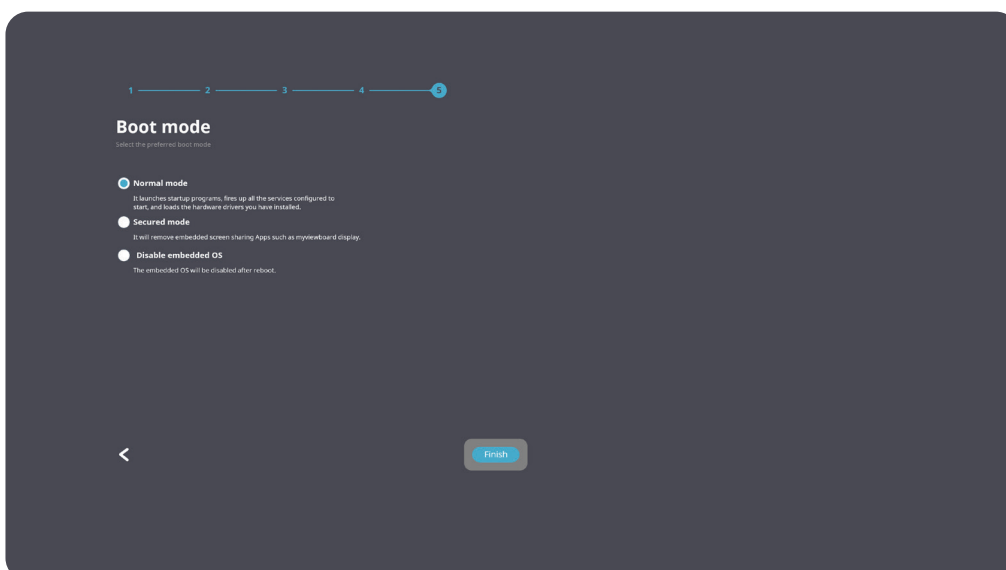 1 2 3 4 5
Boot mode
Select the preferred boot mode
Normal mode
It launches startup programs, fires up all the services configured to
start, and loads the hardware drivers you have installed.
Secured mode
It will remove embedded screen sharing Apps such as myviewboard display.
Disable embedded OS
The embedded OS will be disabled after reboot.
Finish